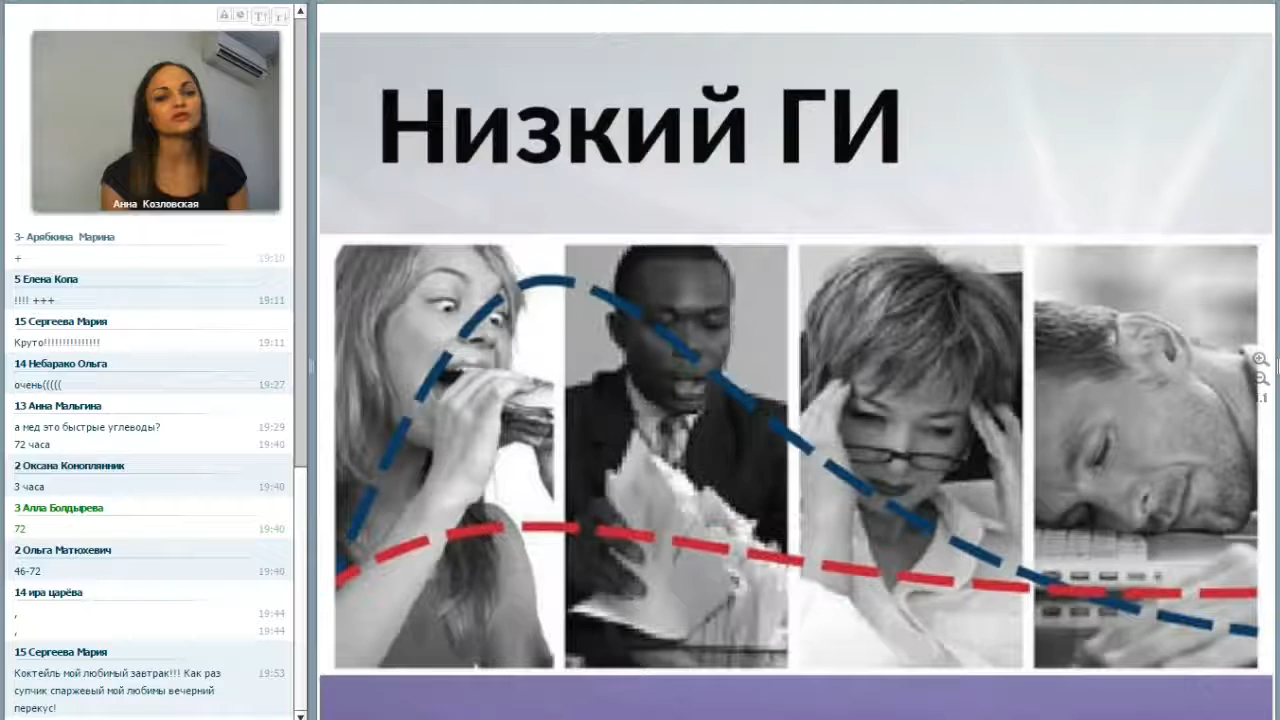 Анна Козловская
3- Арябкина Марина
+ 19:10
5 Елена Копа
!!!! +++ 19:11
15 Сергеева Мария
Круто!!!!!!!!!!!!!!! 19:11
14 Небарако Ольга
очень((((( 19:27
13 Анна Мальгина
а мед это быстрые углеводы? 19:29
72 часа 19:40
2 Оксана Коноплянник
3 часа 19:40
3 Алла Болдырева
72 19:40
2 Ольга Матюхевич
46-72 19:40
14 ира царёва
, 19:44
, 19:44
15 Сергеева Мария
Коктейль мой любимый завтрак!!! Как раз 19:53
супчик спаржевый мой любимы вечерний
перекус!
Низкий ГИ